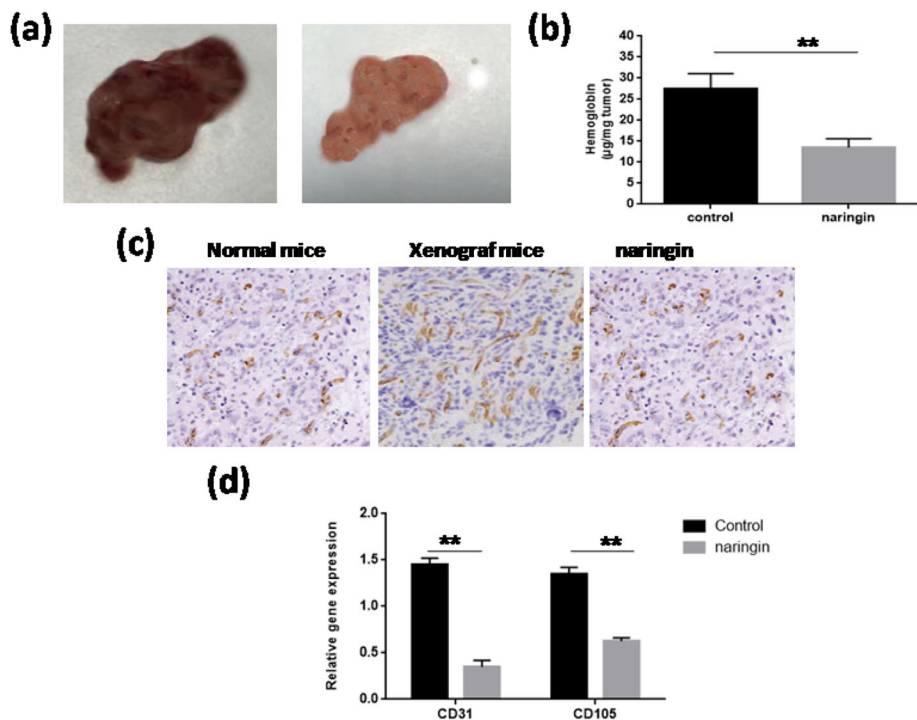 (a)
(b)
**
40
35
30
25
20
15
10
5
0
Hemoglobin
(µg/mg tumor)
control
naringin
(c)
Normal mice
Xenograf mice
naringin
(d)
2.0
1.5
1.0
0.5
0.0
Relative gene expression
**
**
CD31
CD105
Control
naringin